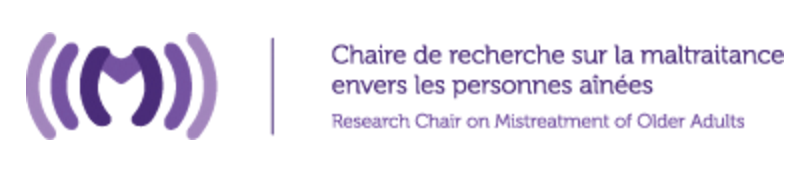 Chaire de recherche sur la maltraitance
envers les personnes aînées
Research Chair on Mistreatment of Older Adults